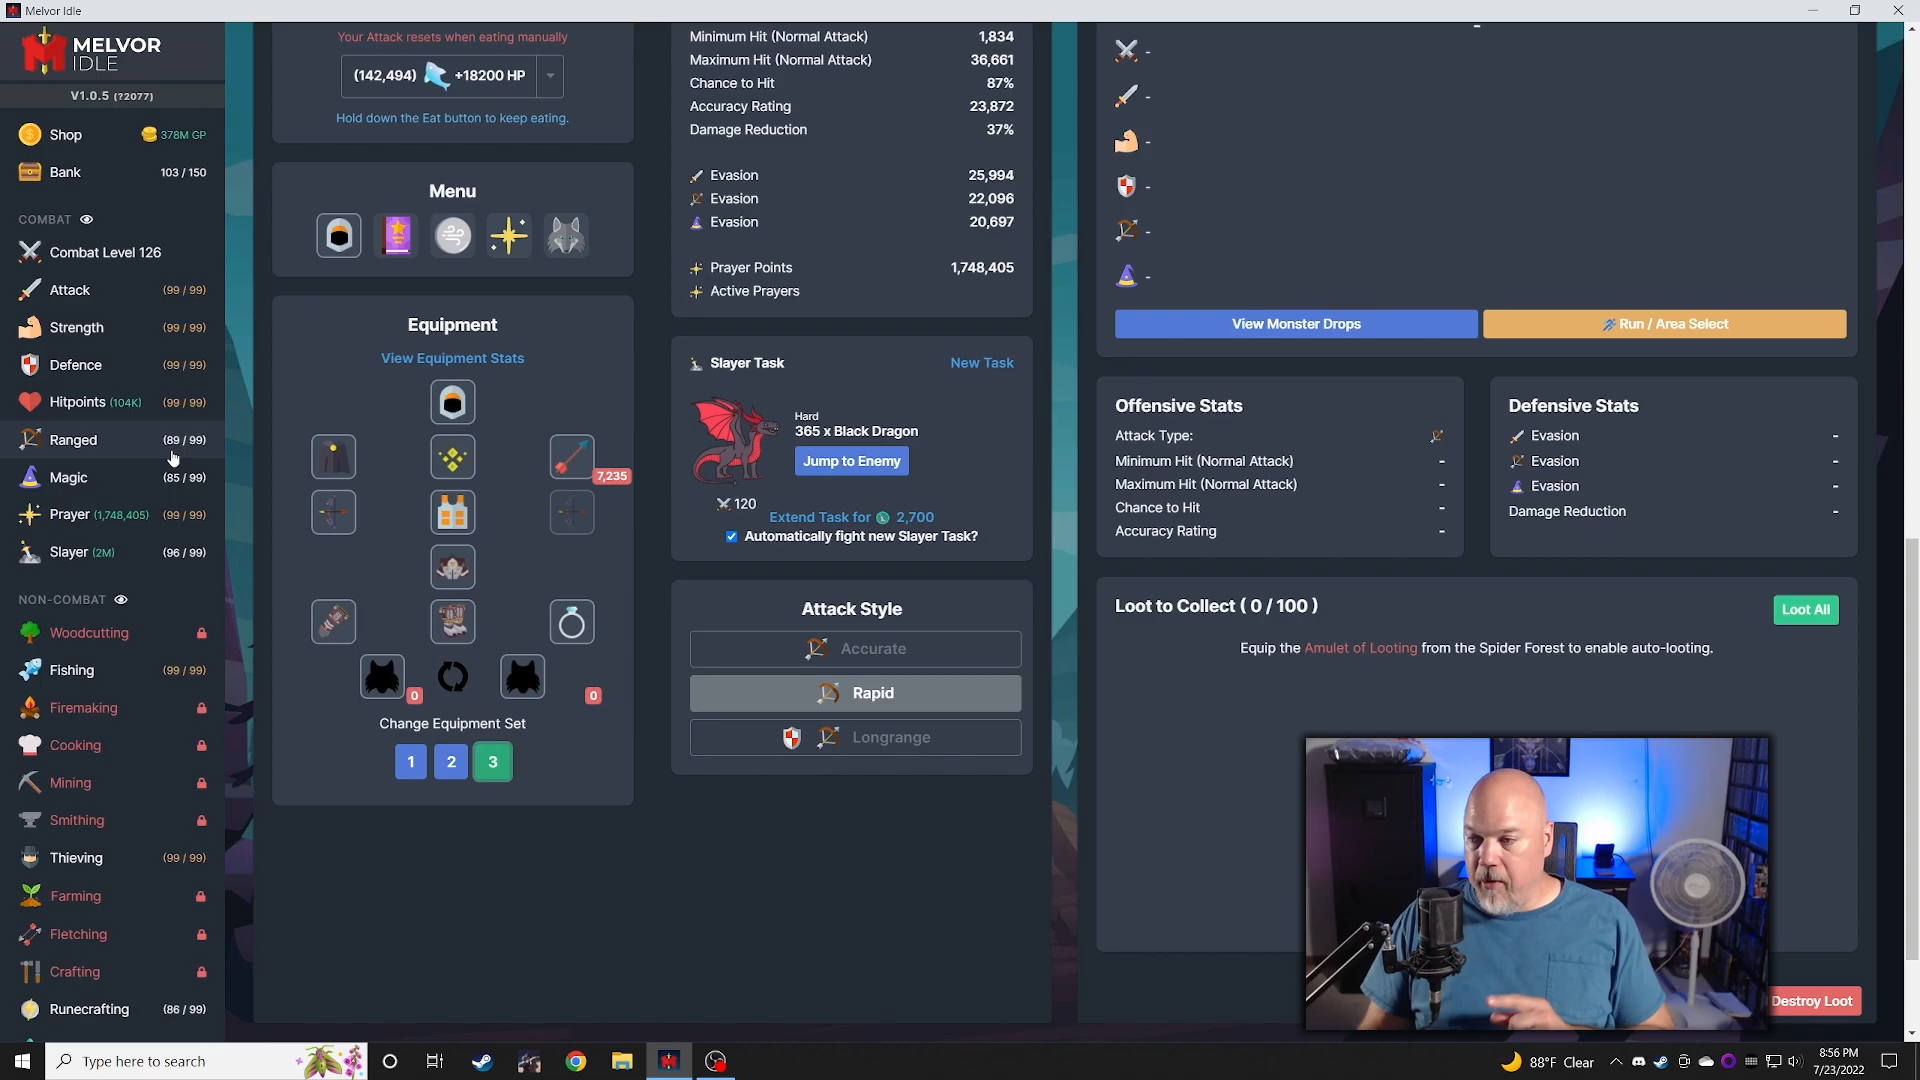 Melvor Idle
MELVOR
IDLE
V1.0.5 (?2077)
Shop 378M GP
Bank 103 / 150
COMBAT
Combat Level 126
Attack (99 / 99)
Strength (99 / 99)
Defence (99 / 99)
Hitpoints (104K) (99 / 99)
Ranged (89 / 99)
Magic (85 / 99)
Prayer (1,748,405) (99 / 99)
Slayer (2M) (96 / 99)
NON-COMBAT
Woodcutting
Fishing (99 / 99)
Firemaking
Cooking
Mining
Smithing
Thieving (99 / 99)
Farming
Fletching
Crafting
Runecrafting (86 / 99)
Your Attack resets when eating manually
(142,494) +18200 HP
Hold down the Eat button to keep eating.
Menu
Equipment
View Equipment Stats
7,235
0
0
Change Equipment Set
1 2 3
Minimum Hit (Normal Attack) 1,834
Maximum Hit (Normal Attack) 36,661
Chance to Hit 87%
Accuracy Rating 23,872
Damage Reduction 37%
Evasion 25,994
Evasion 22,096
Evasion 20,697
Prayer Points 1,748,405
Active Prayers
Slayer Task New Task
Hard
365 x Black Dragon
Jump to Enemy
120
Extend Task for 2,700
Automatically fight new Slayer Task?
Attack Style
Accurate
Rapid
Longrange
-
-
-
-
-
-
-
View Monster Drops Run / Area Select
Offensive Stats
Attack Type:
Minimum Hit (Normal Attack) -
Maximum Hit (Normal Attack) -
Chance to Hit -
Accuracy Rating -
Defensive Stats
Evasion -
Evasion -
Evasion -
Damage Reduction -
Loot to Collect ( 0 / 100 ) Loot All
Equip the Amulet of Looting from the Spider Forest to enable auto-looting.
Destroy Loot
Type here to search
88°F Clear
8:56 PM
7/23/2022